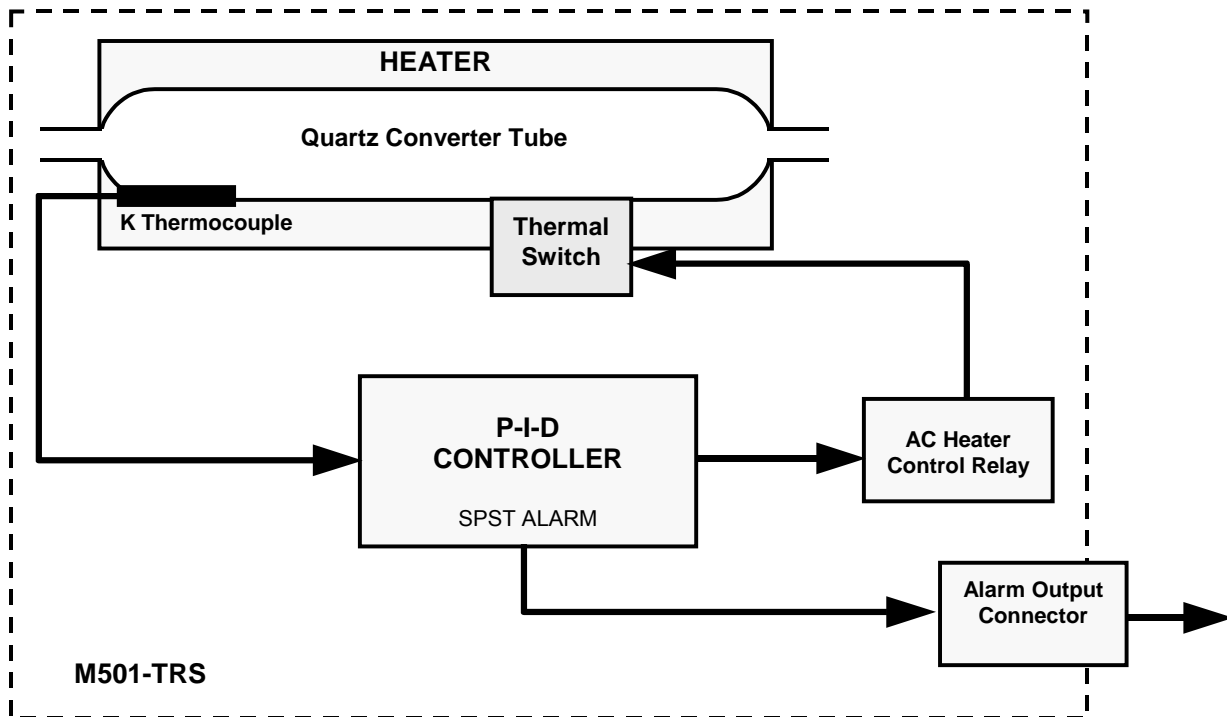 HEATER
Quartz Converter Tube
K Thermocouple
Thermal
Switch
P-I-D
CONTROLLER
SPST ALARM
AC Heater
Control Relay
Alarm Output
Connector
M501-TRS